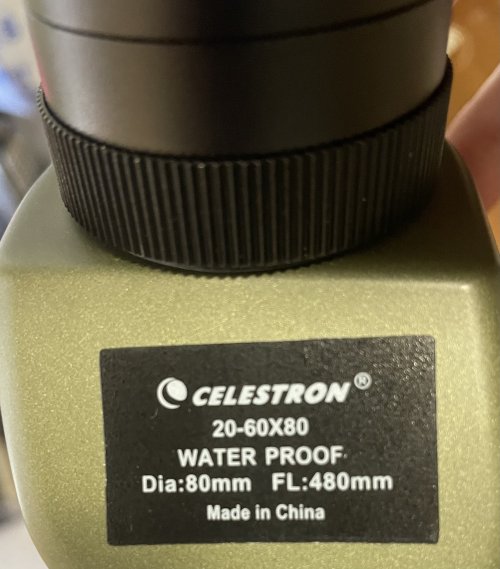 CELESTRON®
20-60X80
WATER PROOF
Dia:80mm FL:480mm
Made in China